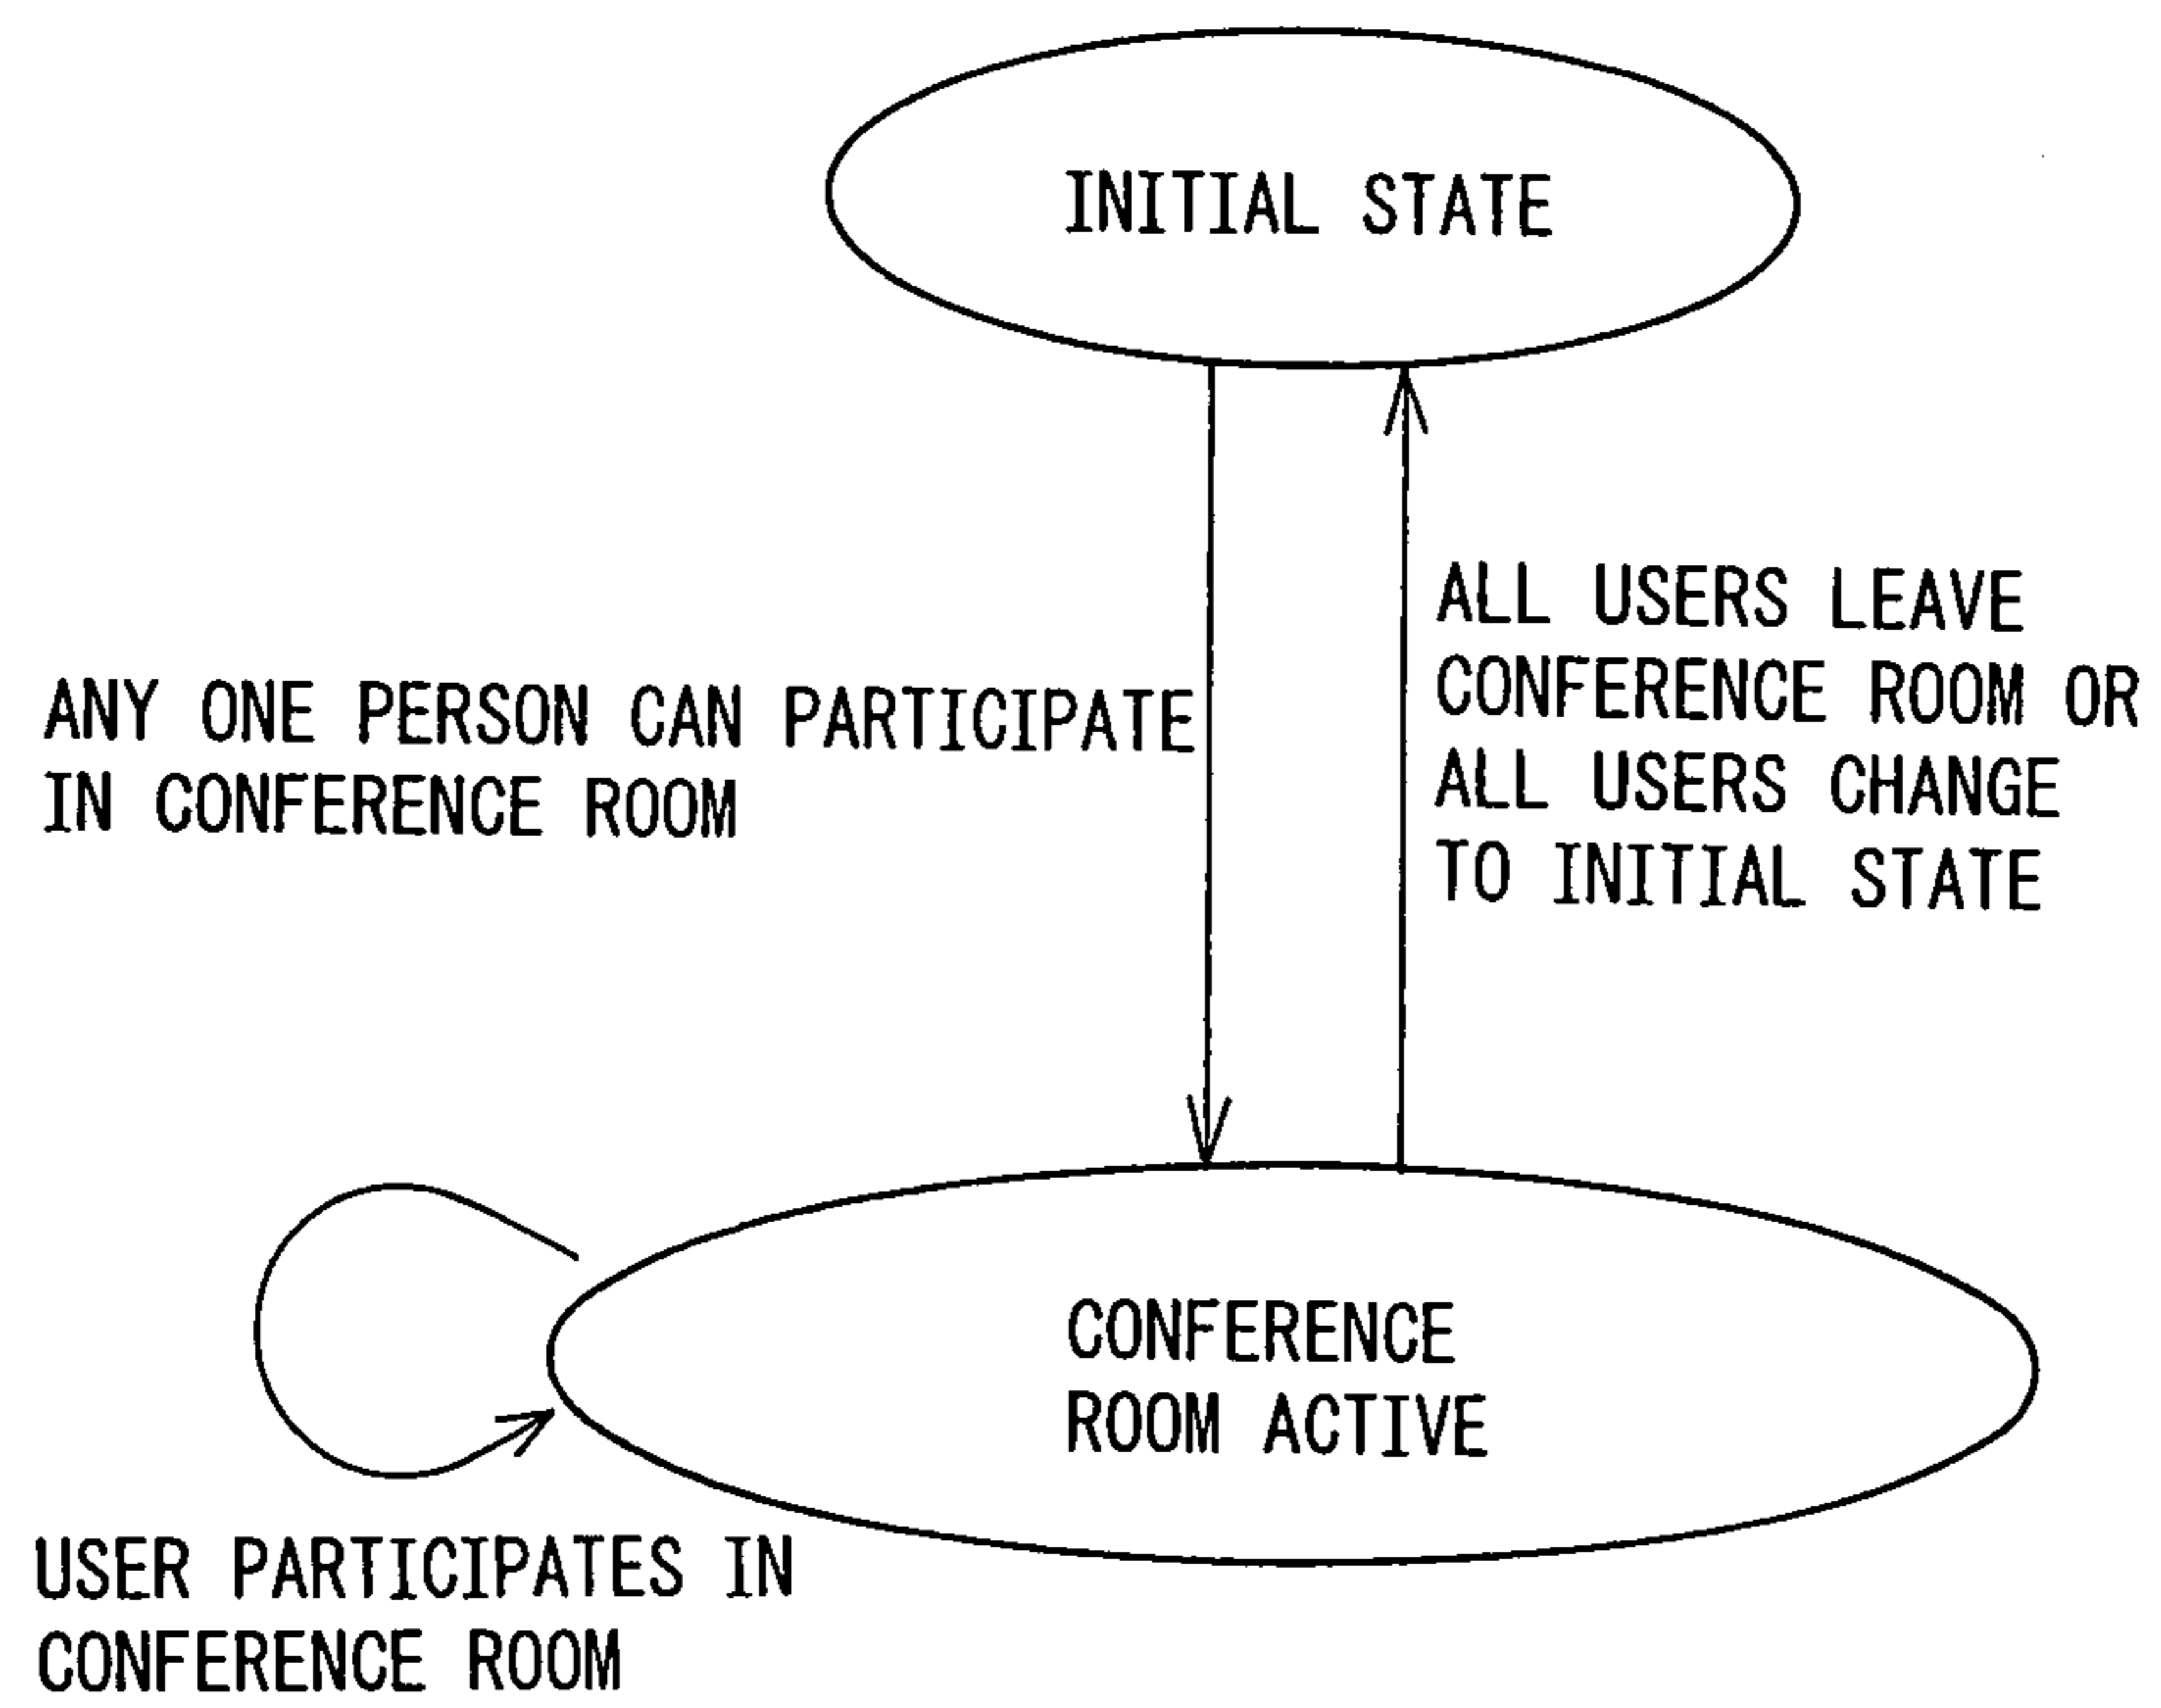 INITIAL STATE
ANY ONE PERSON CAN PARTICIPATE
IN CONFERENCE ROOM
ALL USERS LEAVE
CONFERENCE ROOM OR
ALL USERS CHANGE
TO INITIAL STATE
CONFERENCE
ROOM ACTIVE
USER PARTICIPATES IN
CONFERENCE ROOM